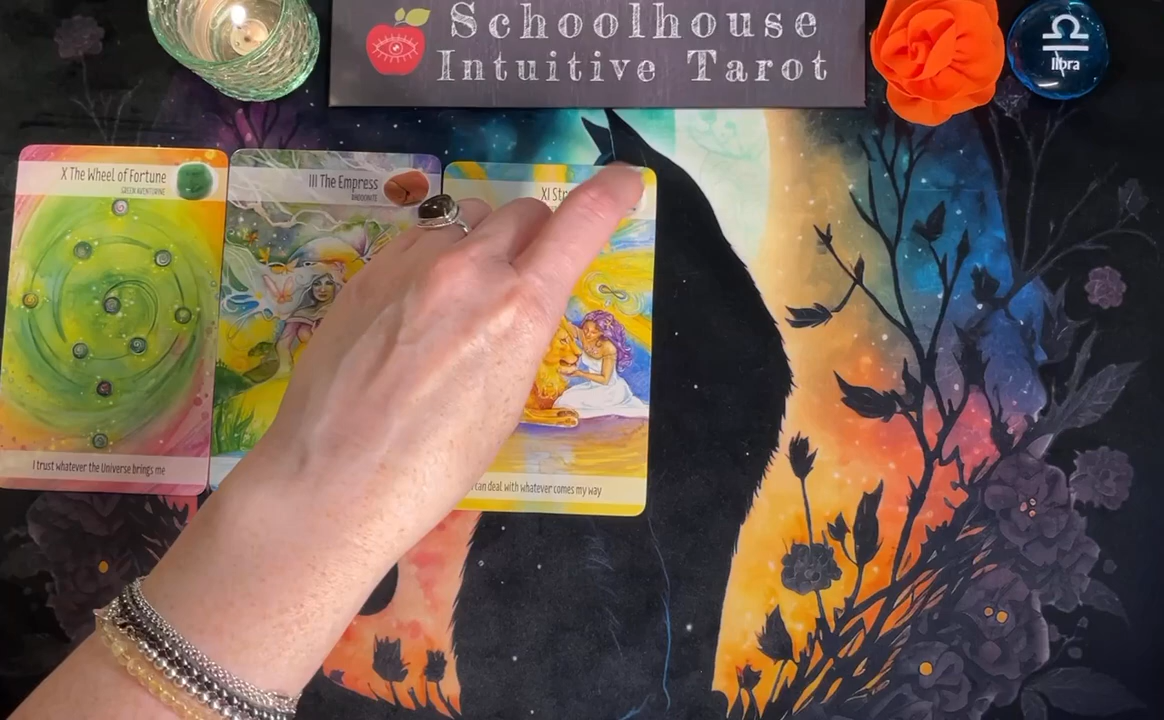 Schoolhouse
Intuitive Tarot
libra
X The Wheel of Fortune
GREEN AVENTURINE
I trust whatever the Universe brings me
III The Empress
RHODONITE
XI
can deal with whatever comes my way